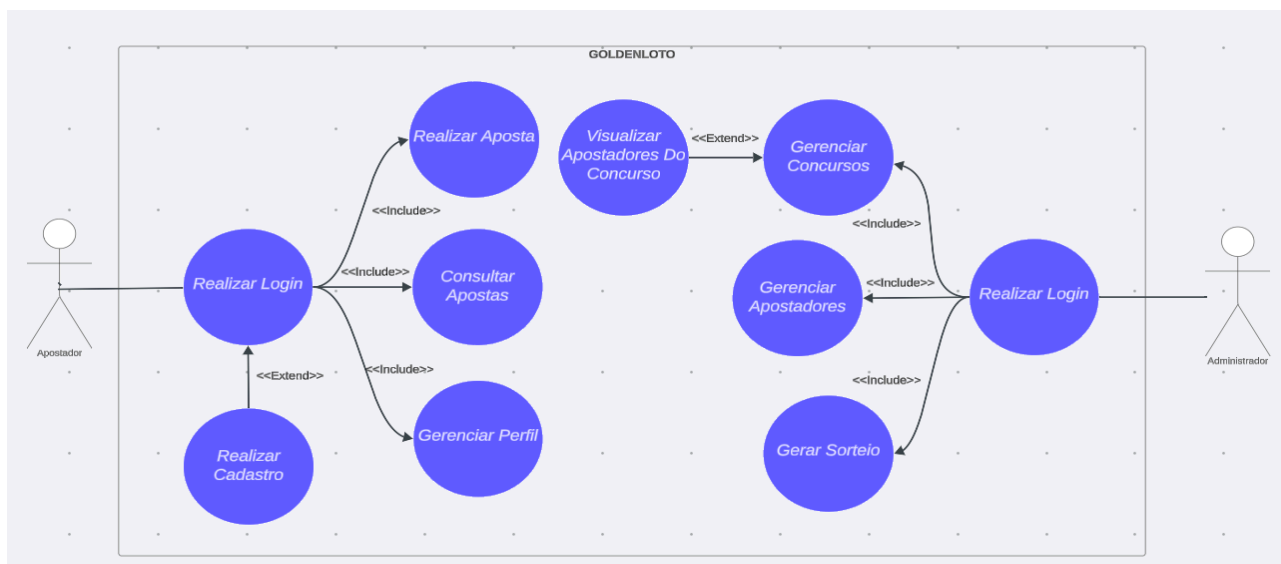 GOLDENLOTO
Realizar Aposta
Visualizar
Apostadores Do
Concurso
<<Extend>>
Gerenciar
Concursos
<<Include>>
<<Include>>
Realizar Login
<<Include>>
Consultar
Apostas
Gerenciar
Apostadores
<<Include>>
Realizar Login
Apostador
Administrador
<<Extend>>
<<Include>>
<<Include>>
Gerenciar Perfil
Realizar
Cadastro
Gerar Sorteio